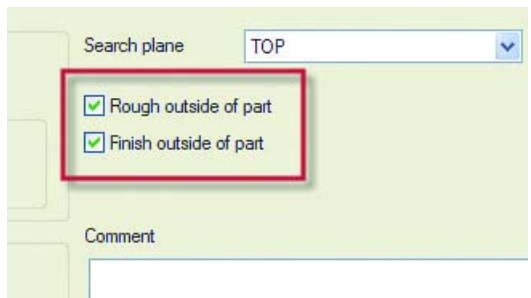 Search plane TOP
Rough outside of part
Finish outside of part
Comment